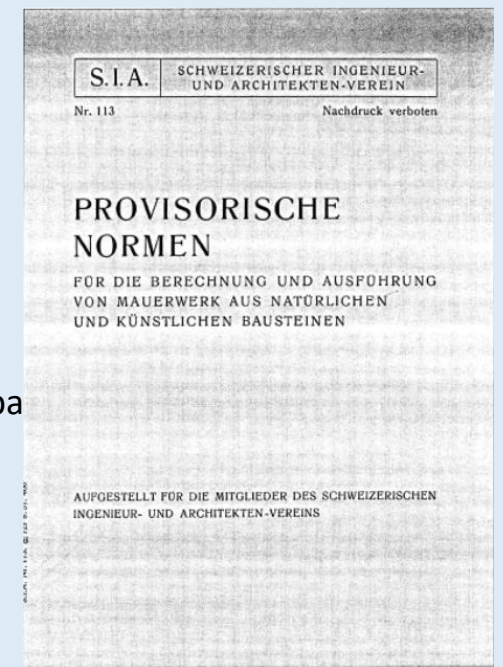 S.I.A.
SCHWEIZERISCHER INGENIEUR-
UND ARCHITEKTEN-VEREIN
Nr. 113
Nachdruck verboten
PROVISORISCHE
NORMEN
FÜR DIE BERECHNUNG UND AUSFÜHRUNG
VON MAUERWERK AUS NATÜRLICHEN
UND KÜNSTLICHEN BAUSTEINEN
pa
AUFGESTELLT FÜR DIE MITGLIEDER DES SCHWEIZERISCHEN
INGENIEUR- UND ARCHITEKTEN-VEREINS